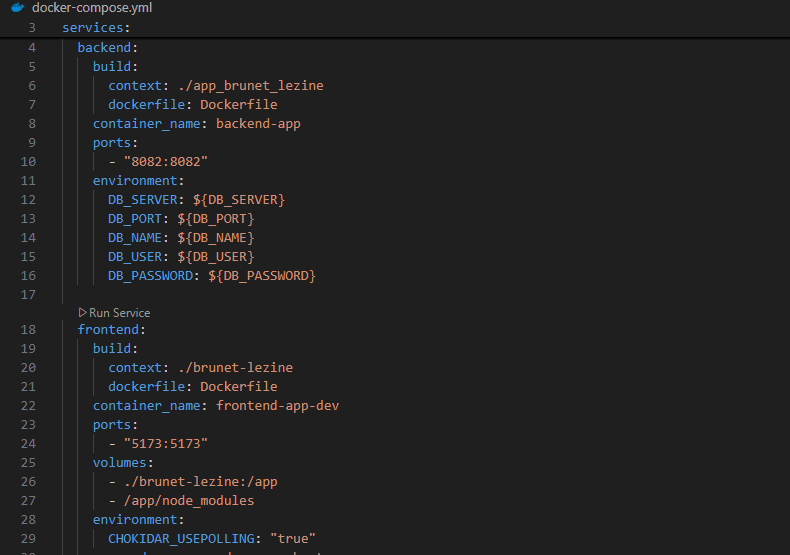 docker-compose.yml
3 services:
4 backend:
5 build:
6 context: ./app_brunet_lezine
7 dockerfile: Dockerfile
8 container_name: backend-app
9 ports:
10 - "8082:8082"
11 environment:
12 DB_SERVER: ${DB_SERVER}
13 DB_PORT: ${DB_PORT}
14 DB_NAME: ${DB_NAME}
15 DB_USER: ${DB_USER}
16 DB_PASSWORD: ${DB_PASSWORD}
17
Run Service
18 frontend:
19 build:
20 context: ./brunet-lezine
21 dockerfile: Dockerfile
22 container_name: frontend-app-dev
23 ports:
24 - "5173:5173"
25 volumes:
26 - ./brunet-lezine:/app
27 - /app/node_modules
28 environment:
29 CHOKIDAR_USEPOLLING: "true"